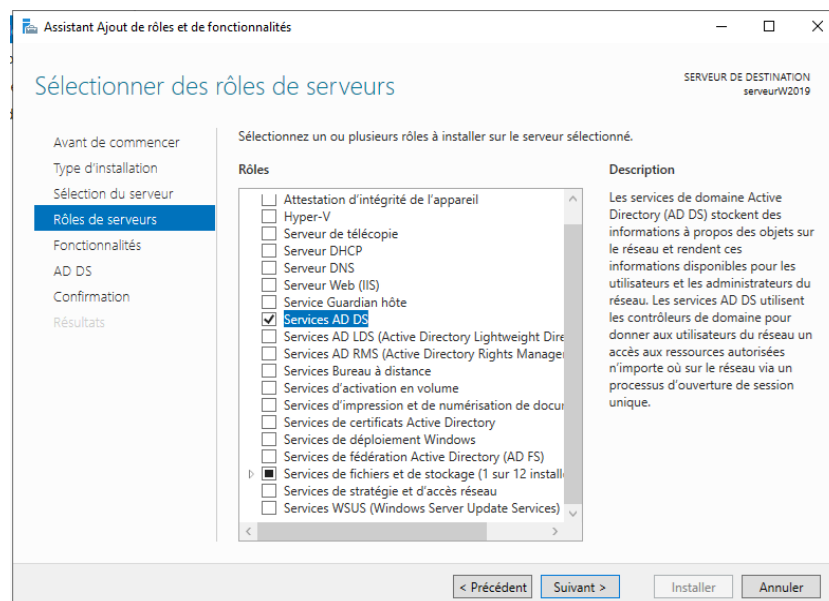 Assistant Ajout de rôles et de fonctionnalités
Sélectionner des rôles de serveurs
SERVEUR DE DESTINATION
serveurW2019
Avant de commencer
Type d'installation
Sélection du serveur
Rôles de serveurs
Fonctionnalités
AD DS
Confirmation
Résultats
Sélectionnez un ou plusieurs rôles à installer sur le serveur sélectionné.
Rôles
Attestation d'intégrité de l'appareil
Hyper-V
Serveur de télécopie
Serveur DHCP
Serveur DNS
Serveur Web (IIS)
Service Guardian hôte
Services AD DS
Services AD LDS (Active Directory Lightweight Dire
Services AD RMS (Active Directory Rights Manager
Services Bureau à distance
Services d'activation en volume
Services d'impression et de numérisation de docur
Services de certificats Active Directory
Services de déploiement Windows
Services de fédération Active Directory (AD FS)
Services de fichiers et de stockage (1 sur 12 install
Services de stratégie et d'accès réseau
Services WSUS (Windows Server Update Services)
Description
Les services de domaine Active
Directory (AD DS) stockent des
informations à propos des objets sur
le réseau et rendent ces
informations disponibles pour les
utilisateurs et les administrateurs du
réseau. Les services AD DS utilisent
les contrôleurs de domaine pour
donner aux utilisateurs du réseau un
accès aux ressources autorisées
n'importe où sur le réseau via un
processus d'ouverture de session
unique.
< Précédent
Suivant >
Installer
Annuler